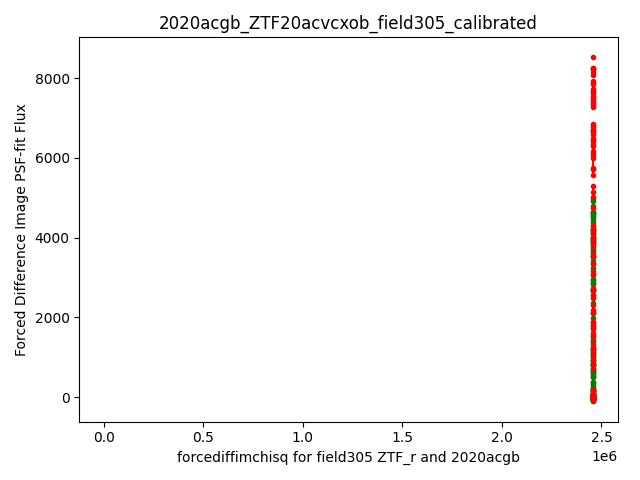 2020acgb_ZTF20acvcxob_field305_calibrated
Forced Difference Image PSF-fit Flux
8000
6000
4000
2000
0
0.0 0.5 1.0 1.5 2.0 2.5
1e6
forcediffimchisq for field305 ZTF_r and 2020acgb